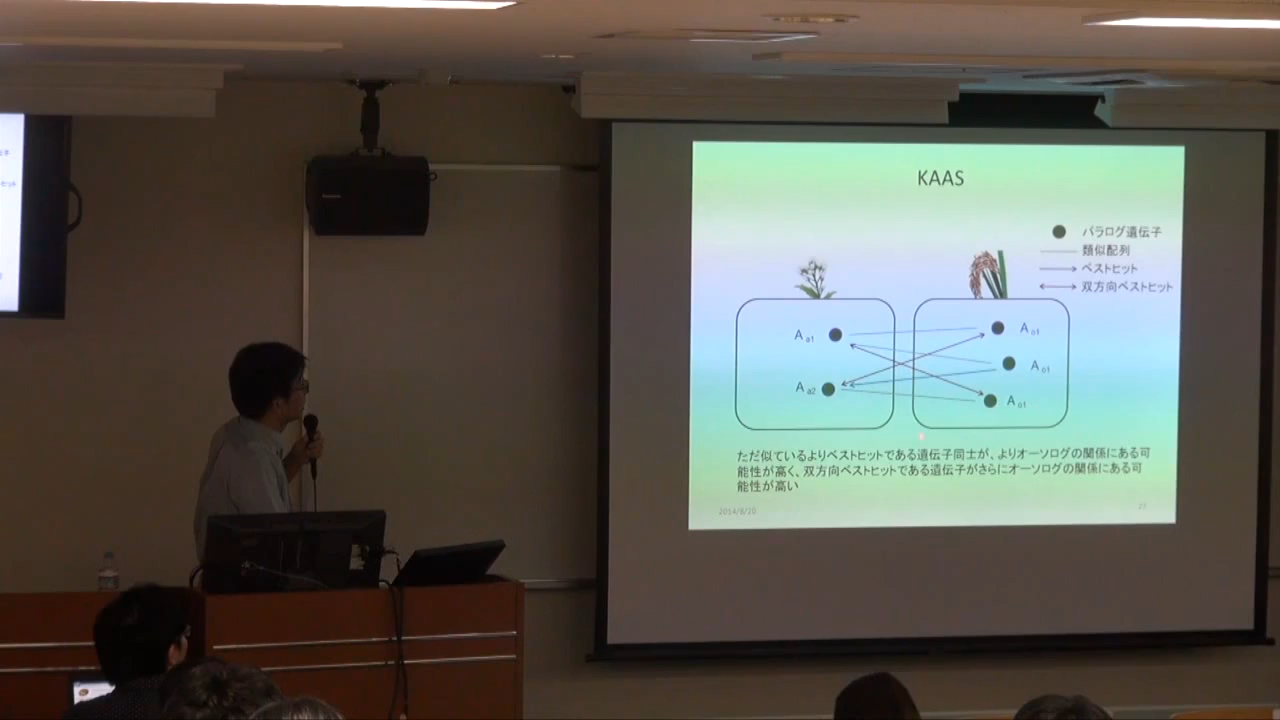 KAAS
パラログ遺伝子
類似配列
ベストヒット
双方向ベストヒット
A a1
A o1
A o1
A a2
A o1
ただ似ているよりベストヒットである遺伝子同士が、よりオーソログの関係にある可
能性が高く、双方向ベストヒットである遺伝子がさらにオーソログの関係にある可
能性が高い
2014/8/20
27